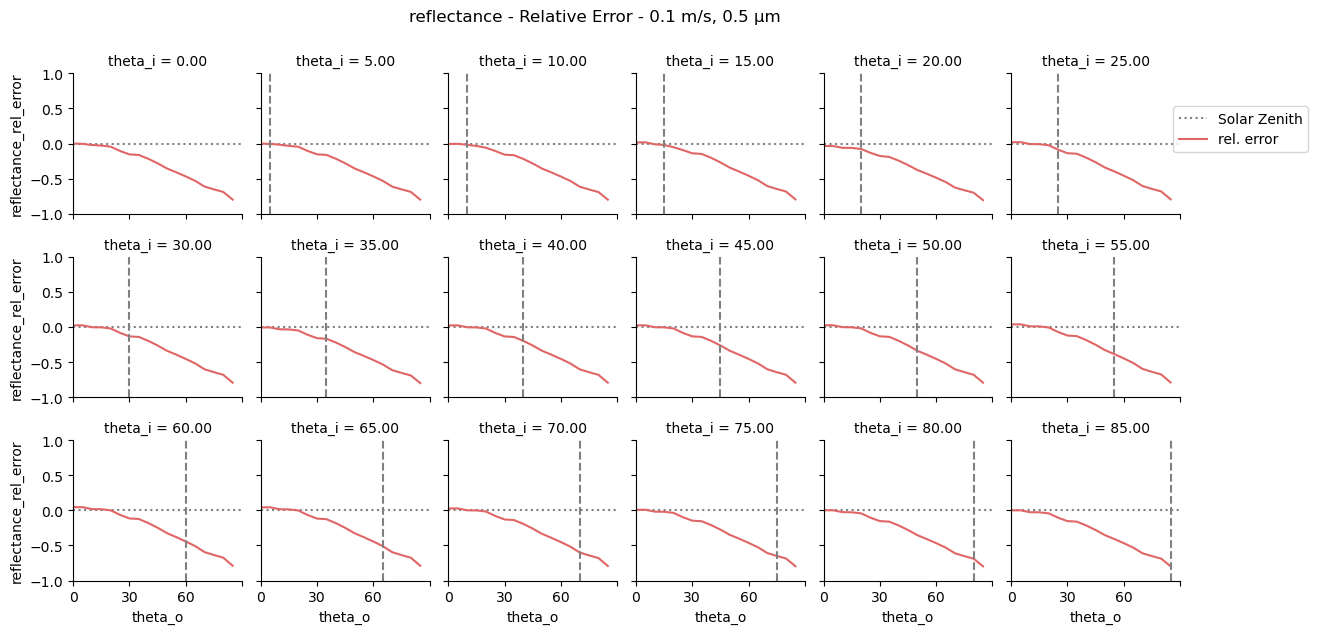 reflectance - Relative Error - 0.1 m/s, 0.5 μm
theta_i = 0.00 theta_i = 5.00 theta_i = 10.00 theta_i = 15.00 theta_i = 20.00 theta_i = 25.00
reflectance_rel_error
1.0
0.5
0.0
−0.5
−1.0
Solar Zenith
rel. error
theta_i = 30.00 theta_i = 35.00 theta_i = 40.00 theta_i = 45.00 theta_i = 50.00 theta_i = 55.00
reflectance_rel_error
1.0
0.5
0.0
−0.5
−1.0
theta_i = 60.00 theta_i = 65.00 theta_i = 70.00 theta_i = 75.00 theta_i = 80.00 theta_i = 85.00
reflectance_rel_error
1.0
0.5
0.0
−0.5
−1.0
0 30 60 0 30 60 0 30 60 0 30 60 0 30 60 0 30 60
theta_o theta_o theta_o theta_o theta_o theta_o